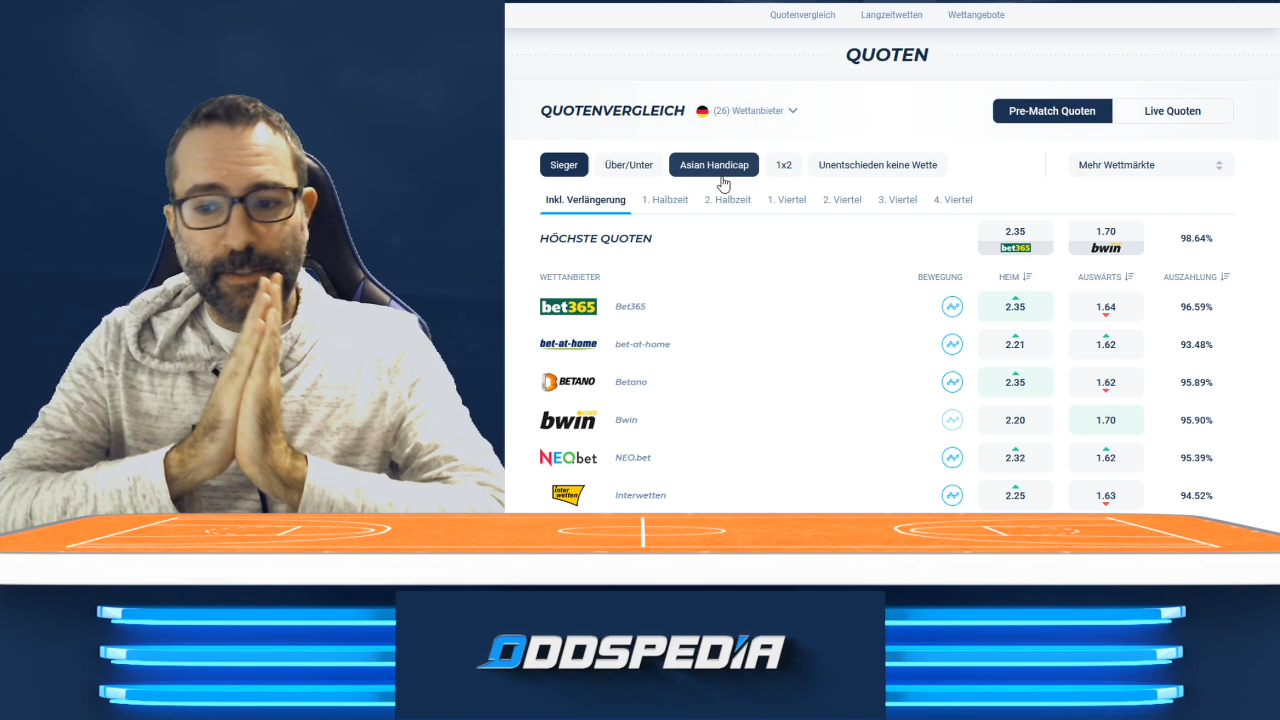 Quotenvergleich Langzeitwetten Wettangebote
QUOTEN
QUOTENVERGLEICH (26) Wettanbieter Pre-Match Quoten Live Quoten
Sieger Über/Unter Asian Handicap 1x2 Unentschieden keine Wette Mehr Wettmärkte
Inkl. Verlängerung 1. Halbzeit 2. Halbzeit 1. Viertel 2. Viertel 3. Viertel 4. Viertel
HÖCHSTE QUOTEN 2.35 bet365 1.70 bwin 98.64%
WETTANBIETER BEWEGUNG HEIM AUSWÄRTS AUSZAHLUNG
bet365 Bet365 2.35 1.64 96.59%
bet-at-home bet-at-home 2.21 1.62 93.48%
BETANO Betano 2.35 1.62 95.89%
bwin.com Bwin 2.20 1.70 95.90%
NEObet NEO.bet 2.32 1.62 95.39%
inter wetten Interwetten 2.25 1.63 94.52%
ODDSPEDIA